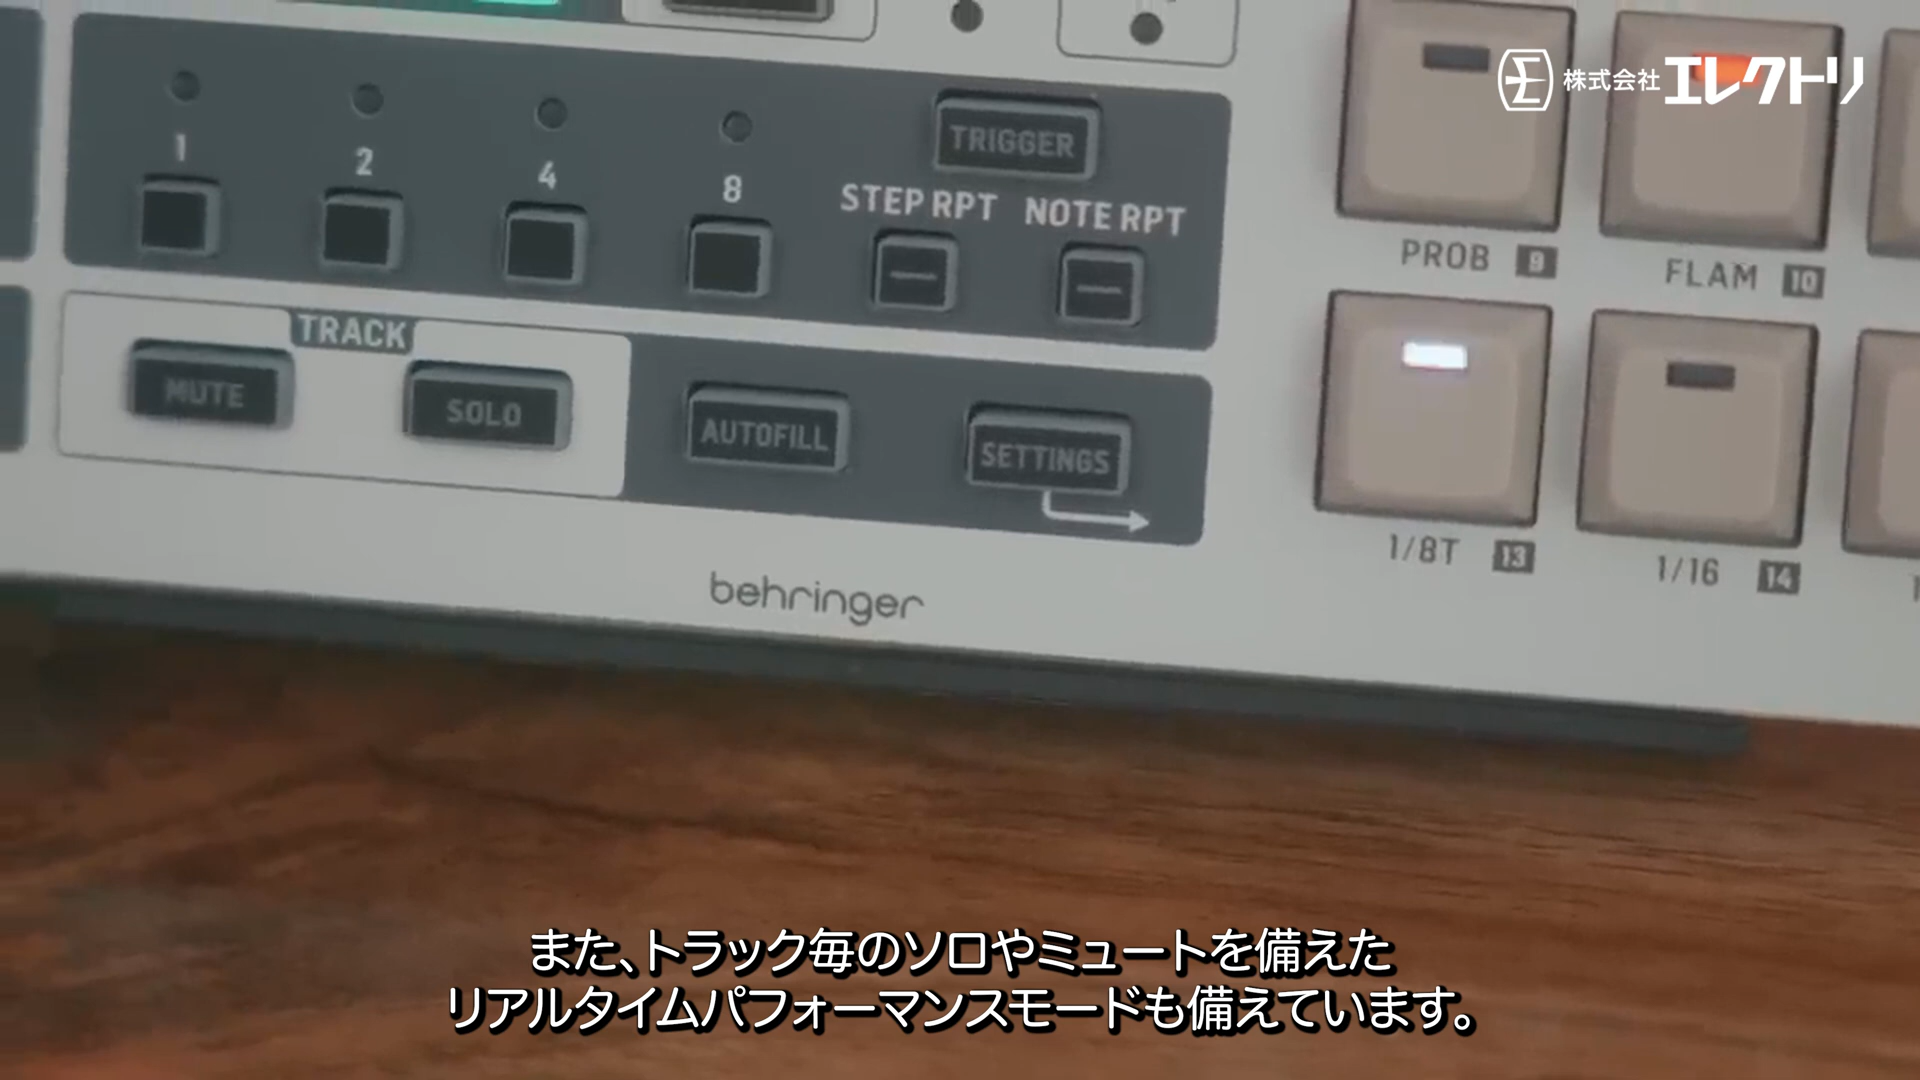 株式会社エレクトリ
TRIGGER
1
2
4
8
STEP RPT
NOTE RPT
PROB 9
FLAM 10
TRACK
MUTE
SOLO
AUTOFILL
SETTINGS
1/8T 13
1/16 14
behringer
また、トラック毎のソロやミュートを備えた
リアルタイムパフォーマンスモードも備えています。